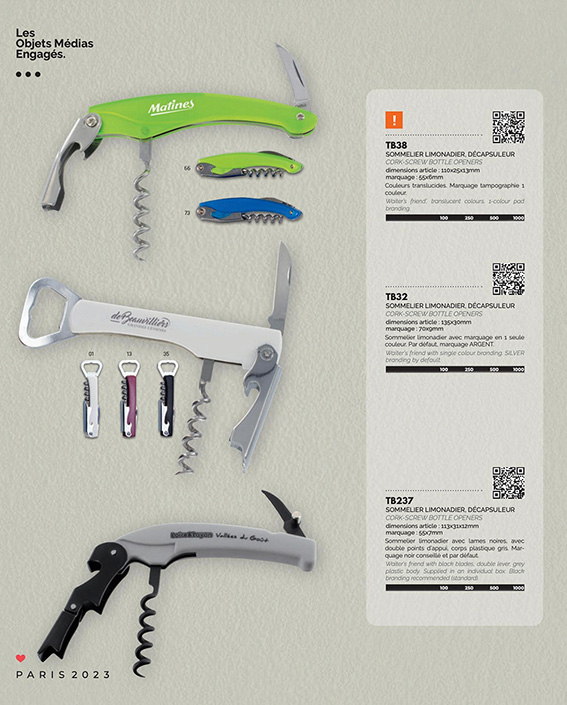 Les
Objets Médias
Engagés.
Matines
66
73
deBeauvilliers
01
13
35
Vallées du Goût
PARIS 2023
!
TB38
SOMMELIER LIMONADIER, DÉCAPSULEUR
CORK-SCREW BOTTLE OPENERS
dimensions article : 110x25x13mm
marquage : 55x6mm
Couleurs translucides. Marquage tampographie 1
couleur.
Waiter's friend, translucent colours, 1-colour pad
branding.
100 250 500 1000
TB32
SOMMELIER LIMONADIER, DÉCAPSULEUR
CORK-SCREW BOTTLE OPENERS
dimensions article : 135x30mm
marquage : 70x9mm
Sommelier limonadier avec marquage en 1 seule
couleur. Par défaut, marquage ARGENT.
Waiter's friend with single colour branding. SILVER
branding by default.
100 250 500 1000
TB237
SOMMELIER LIMONADIER, DÉCAPSULEUR
CORK-SCREW BOTTLE OPENERS
dimensions article : 113x31x12mm
marquage : 55x7mm
Sommelier limonadier avec lames noires, avec
double points d'appui, corps plastique gris. Mar-
quage noir conseillé et par défaut.
Waiter's friend with black blades, double lever, grey
plastic body. Supplied in an individual box. Black
branding recommended (standard)
100 250 500 1000